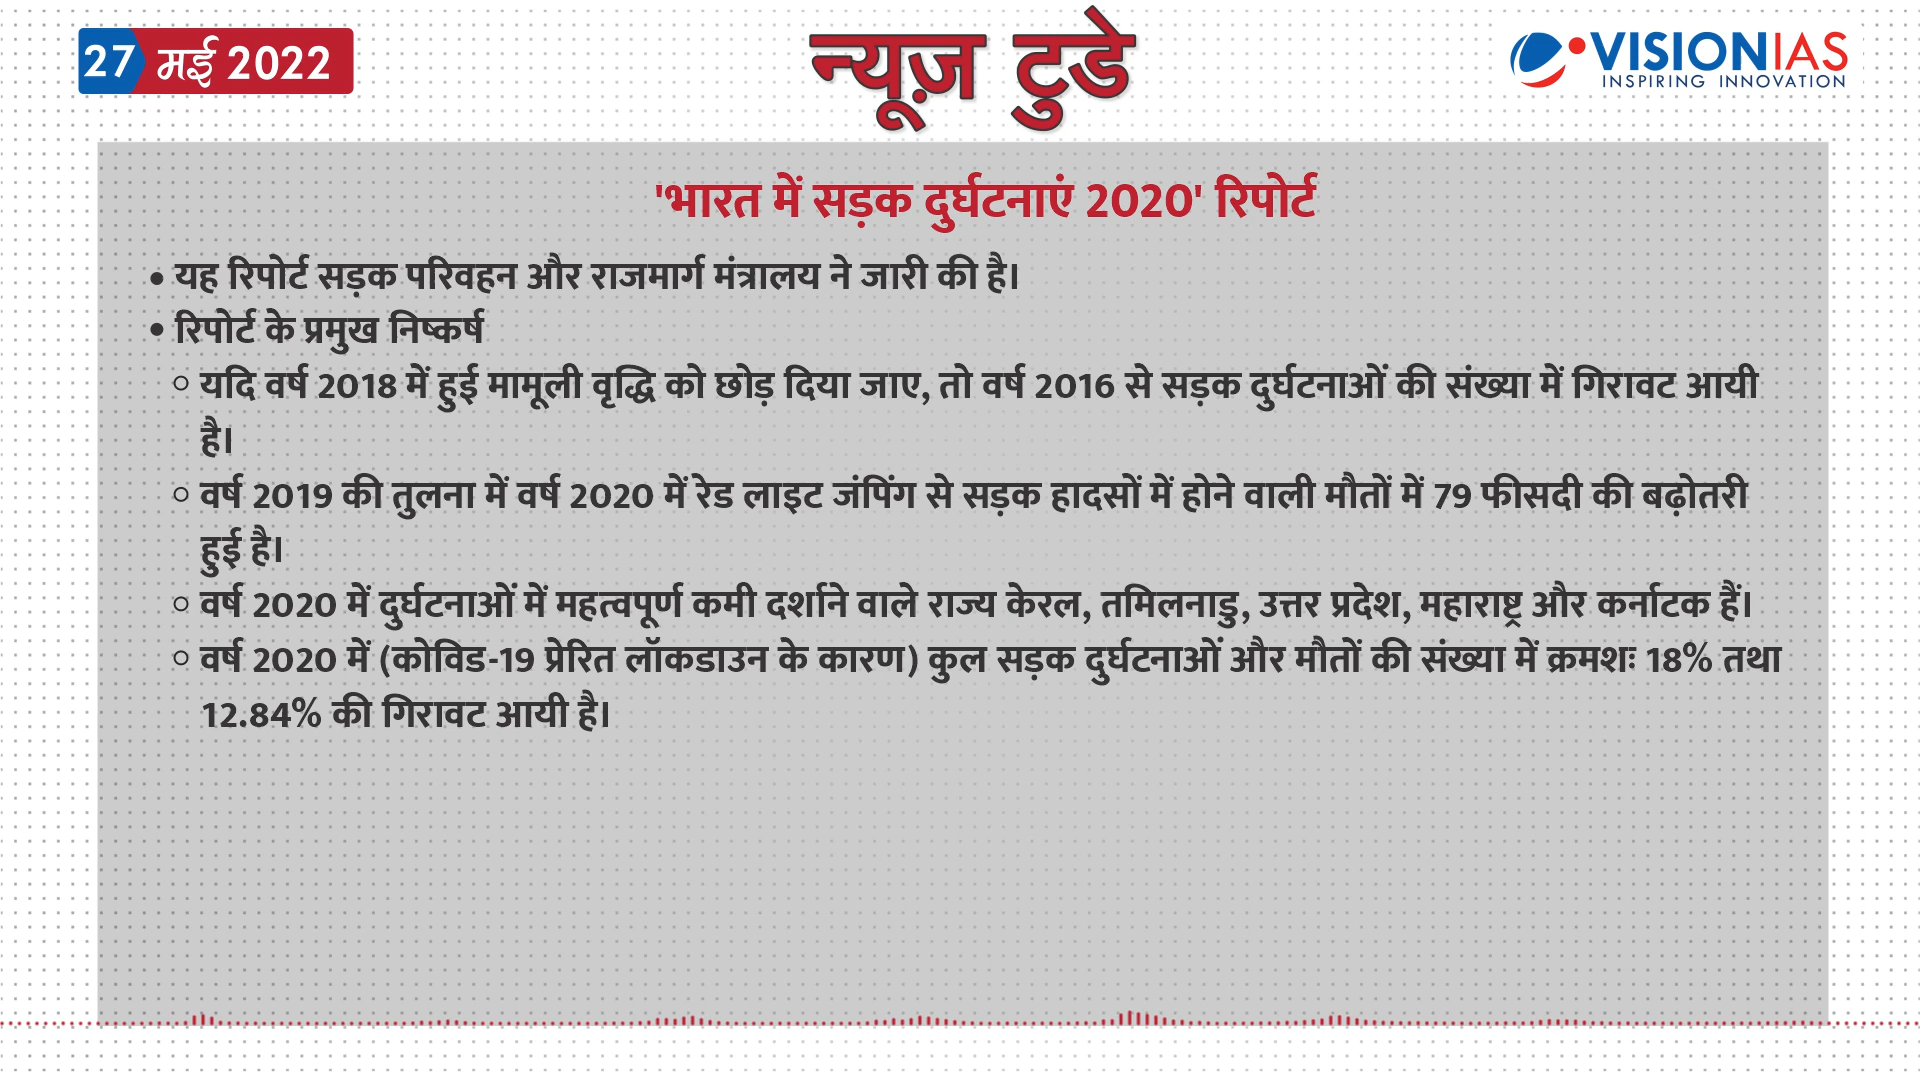 27 मई 2022
न्यूज़ टुडे
VISIONIAS
INSPIRING INNOVATION
'भारत में सड़क दुर्घटनाएं 2020' रिपोर्ट
• यह रिपोर्ट सड़क परिवहन और राजमार्ग मंत्रालय ने जारी की है।
• रिपोर्ट के प्रमुख निष्कर्ष
○ यदि वर्ष 2018 में हुई मामूली वृद्धि को छोड़ दिया जाए, तो वर्ष 2016 से सड़क दुर्घटनाओं की संख्या में गिरावट आयी
है।
○ वर्ष 2019 की तुलना में वर्ष 2020 में रेड लाइट जंपिंग से सड़क हादसों में होने वाली मौतों में 79 फीसदी की बढ़ोतरी
हुई है।
○ वर्ष 2020 में दुर्घटनाओं में महत्वपूर्ण कमी दर्शाने वाले राज्य केरल, तमिलनाडु, उत्तर प्रदेश, महाराष्ट्र और कर्नाटक हैं।
○ वर्ष 2020 में (कोविड-19 प्रेरित लॉकडाउन के कारण) कुल सड़क दुर्घटनाओं और मौतों की संख्या में क्रमशः 18% तथा
12.84% की गिरावट आयी है।